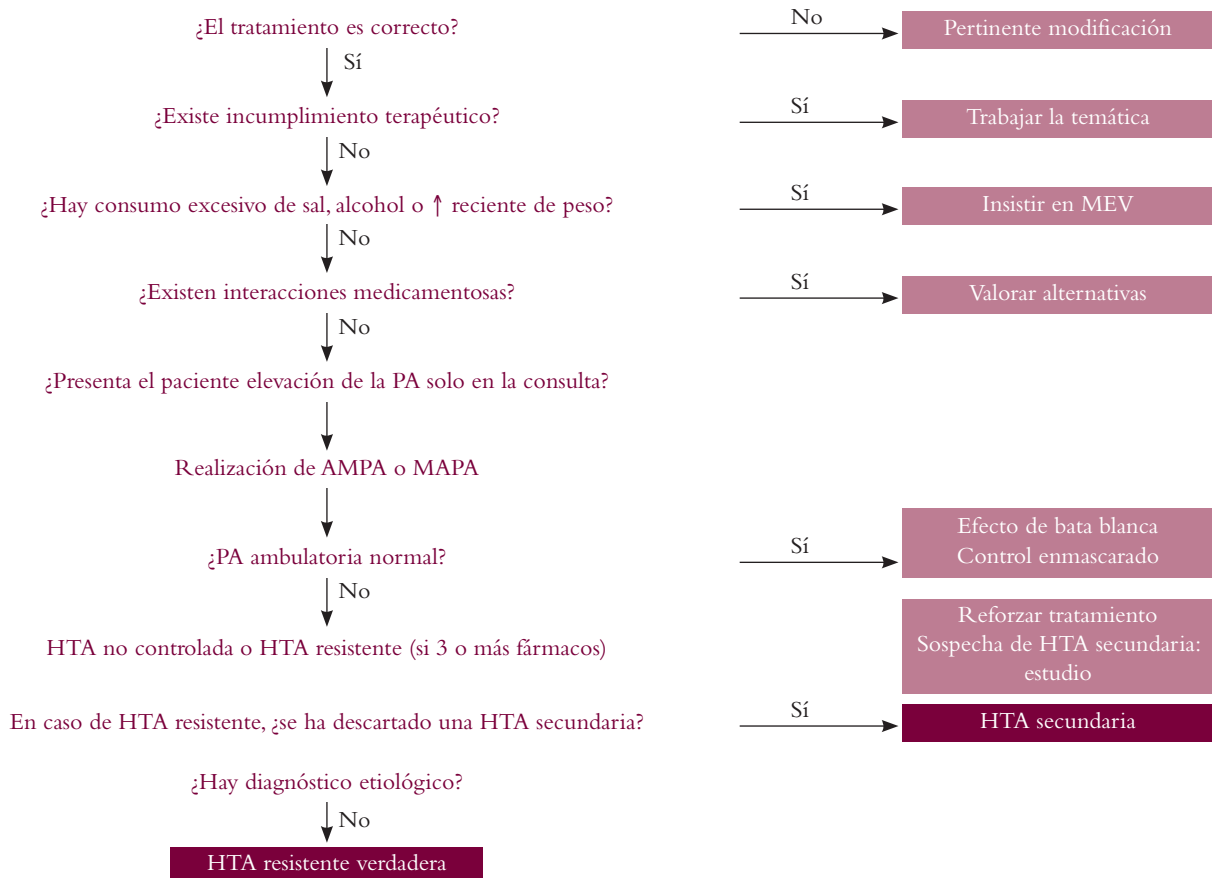 ¿El tratamiento es correcto?
No
Pertinente modificación
Sí
¿Existe incumplimiento terapéutico?
Sí
Trabajar la temática
No
¿Hay consumo excesivo de sal, alcohol o ↑ reciente de peso?
Sí
Insistir en MEV
No
¿Existen interacciones medicamentosas?
Sí
Valorar alternativas
No
¿Presenta el paciente elevación de la PA solo en la consulta?
Realización de AMPA o MAPA
¿PA ambulatoria normal?
Sí
Efecto de bata blanca
Control enmascarado
No
HTA no controlada o HTA resistente (si 3 o más fármacos)
Reforzar tratamiento
Sospecha de HTA secundaria:
estudio
En caso de HTA resistente, ¿se ha descartado una HTA secundaria?
Sí
HTA secundaria
¿Hay diagnóstico etiológico?
No
HTA resistente verdadera